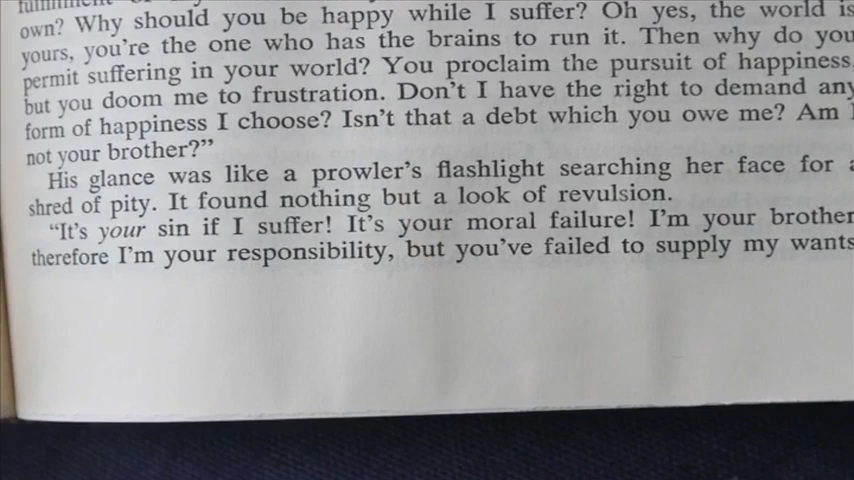 own? Why should you be happy while I suffer? Oh yes, the world is
yours, you're the one who has the brains to run it. Then why do you
permit suffering in your world? You proclaim the pursuit of happiness,
but you doom me to frustration. Don't I have the right to demand any
form of happiness I choose? Isn't that a debt which you owe me? Am I
not your brother?”
His glance was like a prowler's flashlight searching her face for a
shred of pity. It found nothing but a look of revulsion.
“It's your sin if I suffer! It's your moral failure! I'm your brother
therefore I'm your responsibility, but you've failed to supply my wants